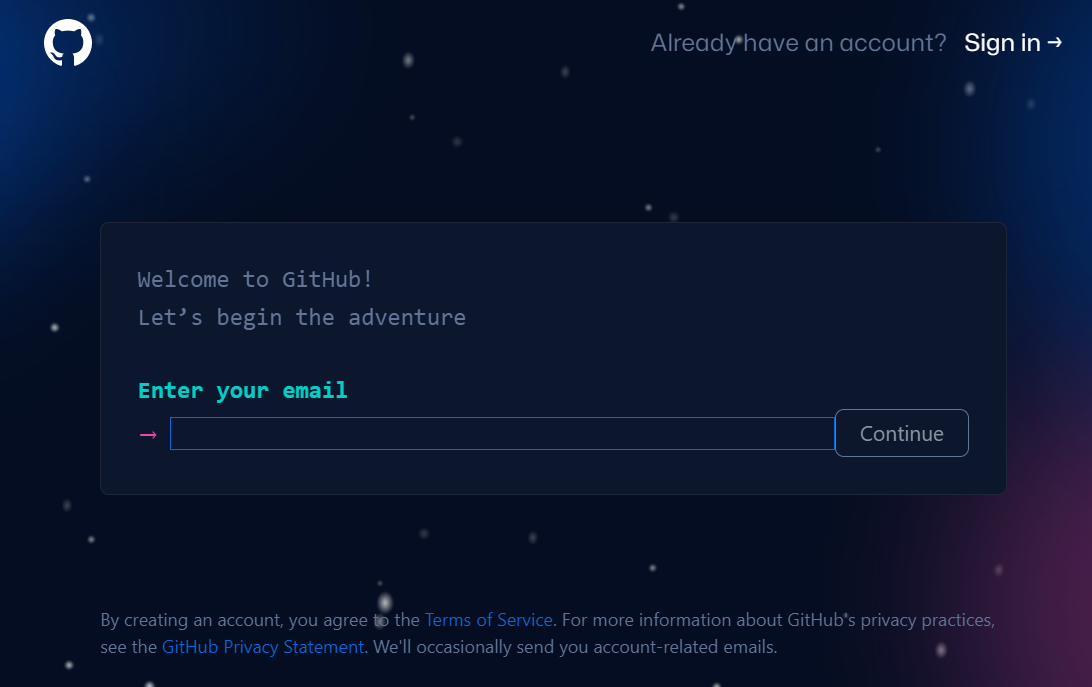 Already have an account? Sign in →
Welcome to GitHub!
Let’s begin the adventure
Enter your email
→
Continue
By creating an account, you agree to the Terms of Service. For more information about GitHub's privacy practices,
see the GitHub Privacy Statement. We'll occasionally send you account-related emails.